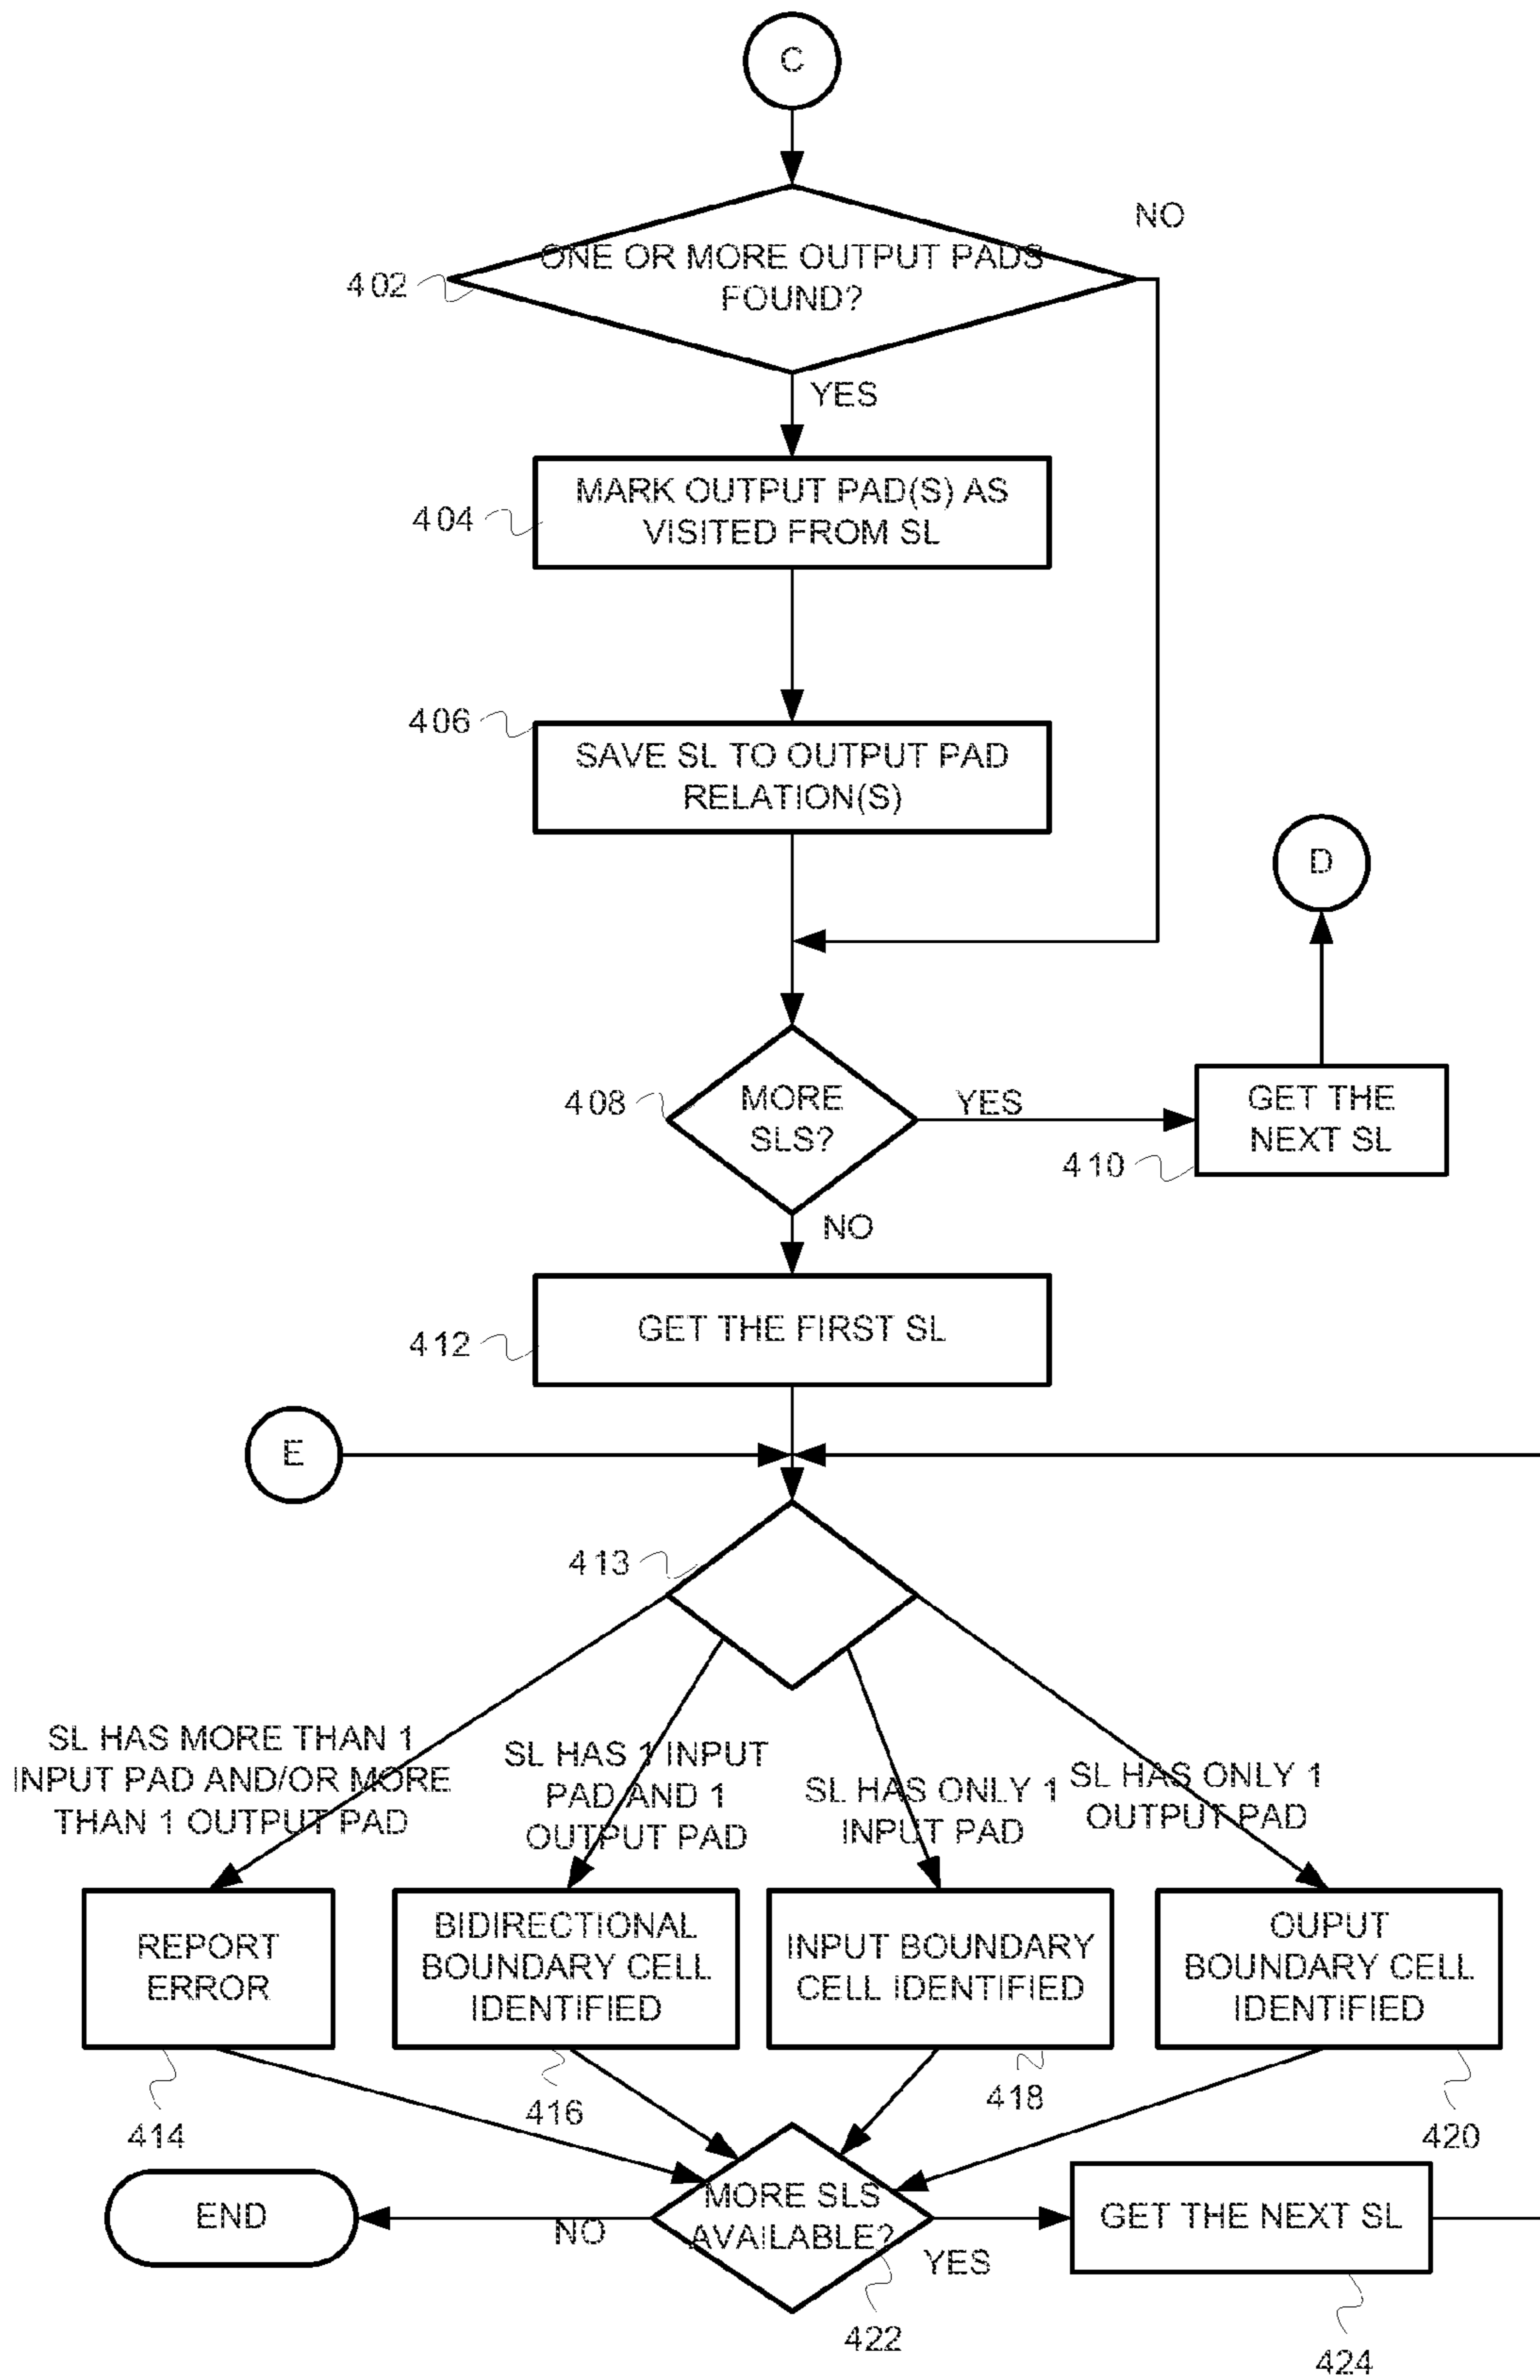 C
NO
ONE OR MORE OUTPUT PADS
FOUND?
402
YES
MARK OUTPUT PAD(S) AS
VISITED FROM SL
404
406
SAVE SL TO OUTPUT PAD
RELATION(S)
D
408
MORE
SLS?
YES
GET THE
NEXT SL
410
NO
GET THE FIRST SL
412
E
413
SL HAS MORE THAN 1
INPUT PAD AND/OR MORE
THAN 1 OUTPUT PAD
SL HAS 1 INPUT
PAD AND 1
OUTPUT PAD
SL HAS ONLY 1
INPUT PAD
SL HAS ONLY 1
OUTPUT PAD
REPORT
ERROR
BIDIRECTIONAL
BOUNDARY CELL
IDENTIFIED
INPUT BOUNDARY
CELL IDENTIFIED
OUPUT
BOUNDARY CELL
IDENTIFIED
414
416
418
420
END
NO
MORE SLS
AVAILABLE?
YES
GET THE NEXT SL
422
424